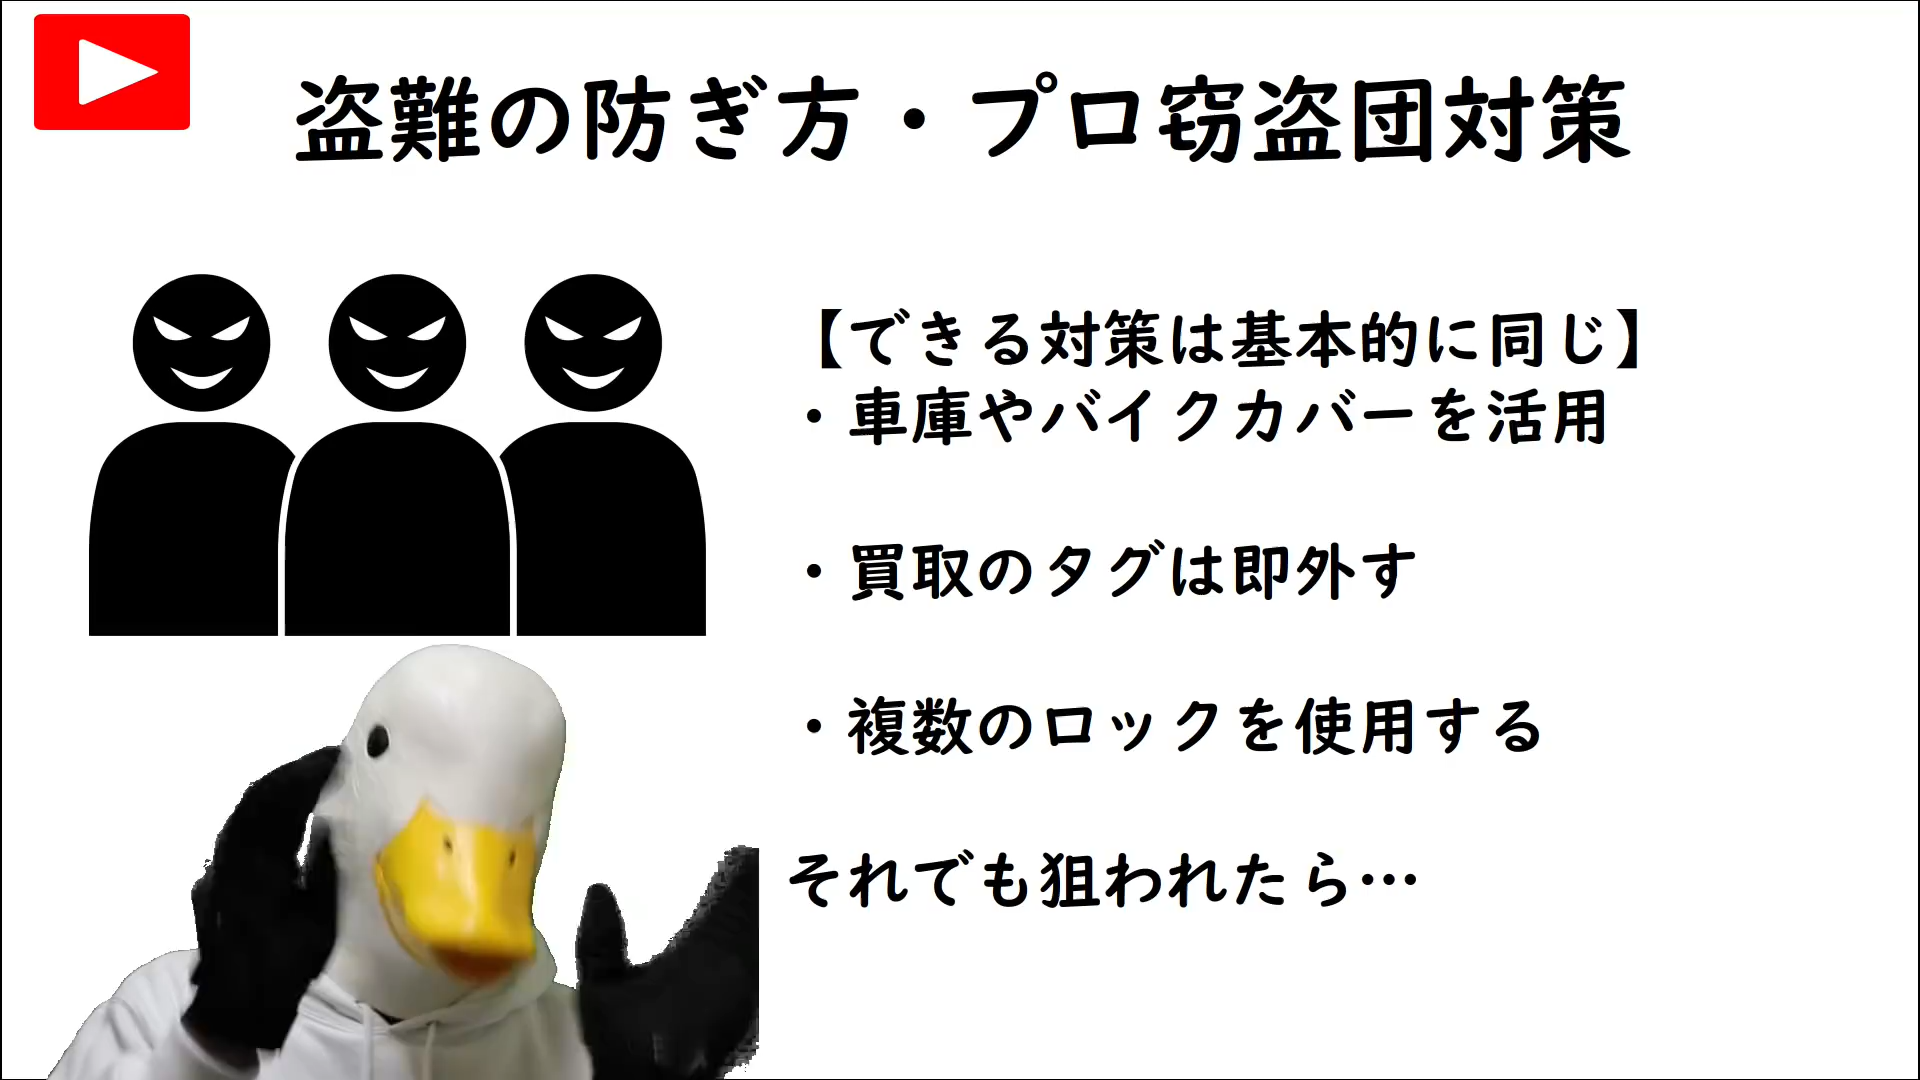 盗難の防ぎ方・プロ窃盗団対策
【できる対策は基本的に同じ】
・車庫やバイクカバーを活用
・買取のタグは即外す
・複数のロックを使用する
それでも狙われたら…